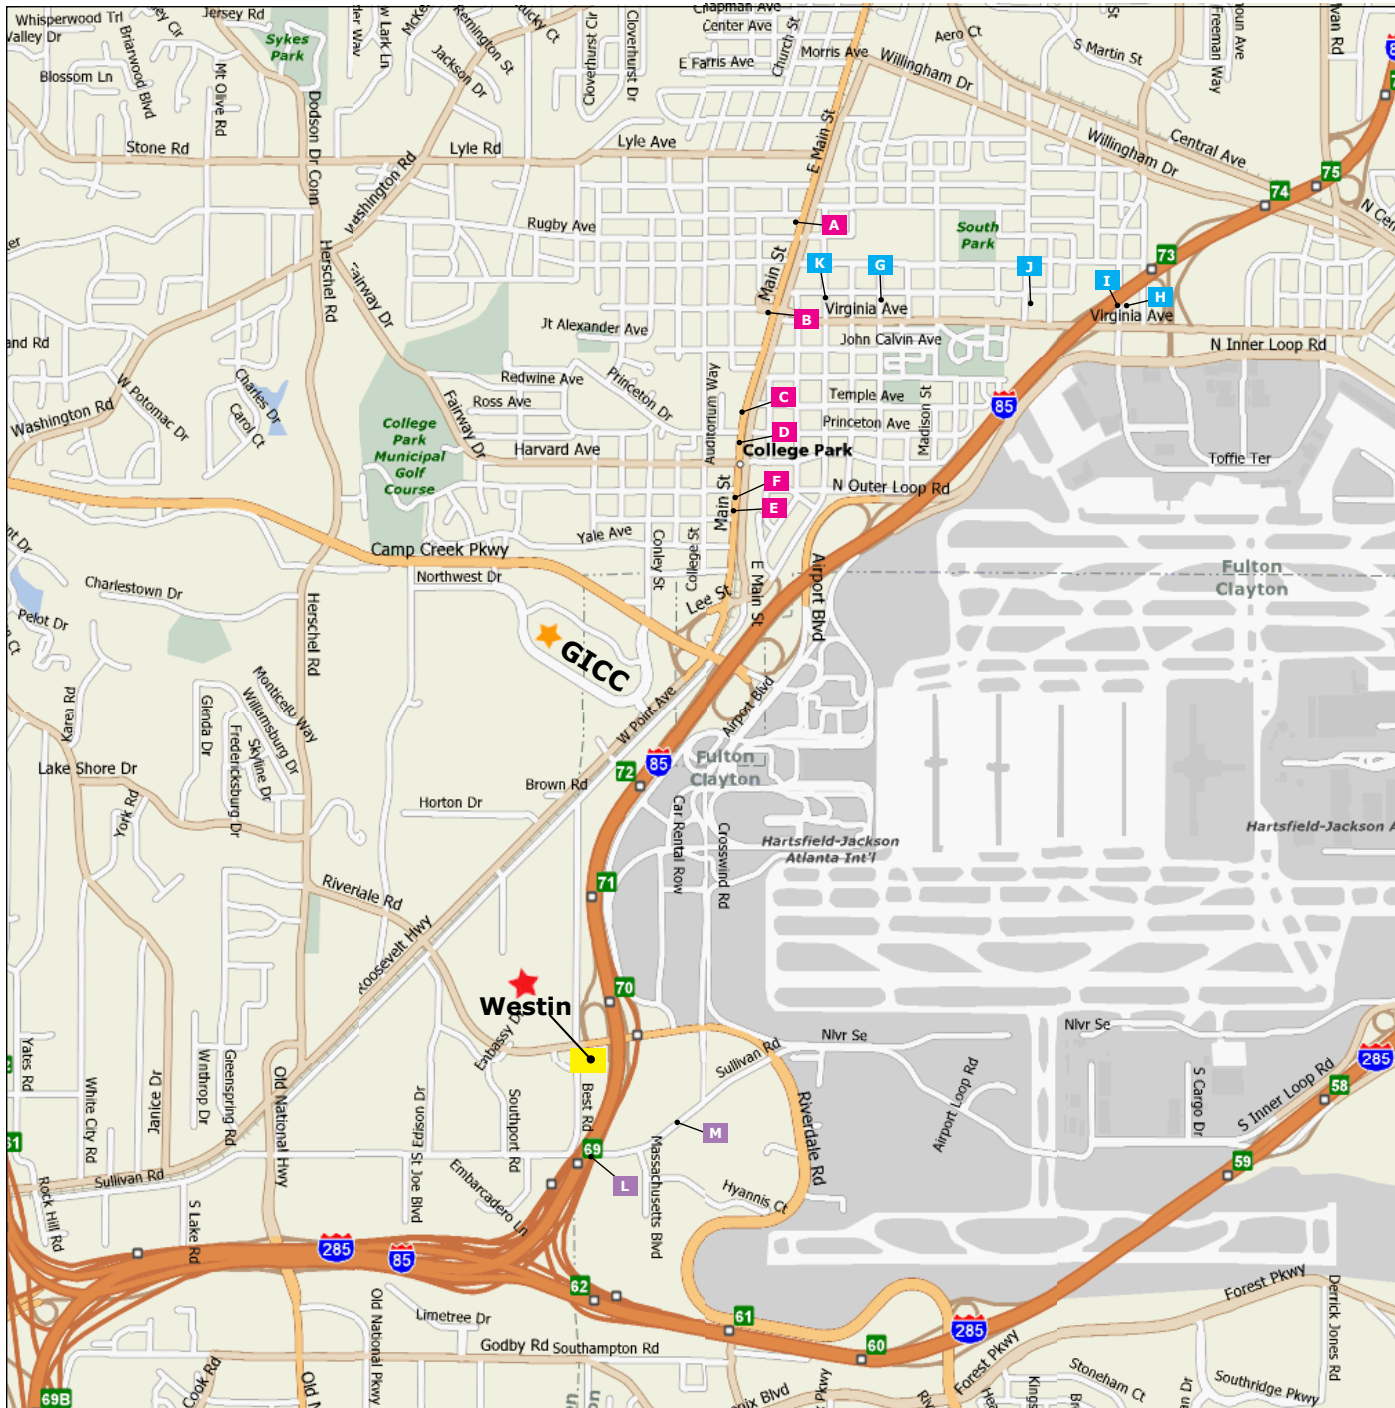 Whisperwood Trl
Jersey Rd
Sykes
Park
Blossom Ln
Briarwood Blvd
Mt Olive Rd
Jackson Dr
Remington St
Cloverhurst Cir
Cloverhurst Dr
Center Ave
E Farris Ave
Church St
Morris Ave
Willingham Dr
Aero Ct
S Martin St
Freeman Way
Stone Rd
Dodson Dr Conn
Washington Rd
Lyle Rd
Lyle Ave
E Main St
Willingham Dr
Central Ave
75
74
73
Rugby Ave
A
South
Park
Main St
K
G
J
I
H
Herschel Rd
Fairway Dr
Virginia Ave
Virginia Ave
B
Jt Alexander Ave
John Calvin Ave
N Inner Loop Rd
Redwine Ave
Princeton Dr
Ross Ave
Auditorium Way
W Potomac Dr
Charles Dr
Carol Ct
Washington Rd
College
Park
Municipal
Golf
Course
Fairway Dr
Harvard Ave
C
D
Temple Ave
Princeton Ave
Madison St
85
College Park
Toffie Ter
F
E
Main St
N Outer Loop Rd
Yale Ave
Camp Creek Pkwy
Conley St
College St
Northwest Dr
Lee St
E Main St
Airport Blvd
Fulton
Clayton
Charlestown Dr
Pelot Dr
Herschel Rd
GICC
Karen Rd
Monticello Way
Williamsburg Dr
Skyline Dr
Fredericksburg Dr
Glenda Dr
W Point Ave
Airport Blvd
85
72
Fulton
Clayton
Lake Shore Dr
Brown Rd
Horton Dr
York Rd
Car Rental Row
Crosswind Rd
Hartsfield-Jackson
Atlanta Int'l
Hartsfield-Jackson A
Riverdale Rd
71
Roosevelt Hwy
70
Westin
Embassy Dr
Nlvr Se
Nlvr Se
Sullivan Rd
Yates Rd
White City Rd
Janice Dr
Winthrop Dr
Greenspring Rd
Old National Hwy
Edison Dr
St Joe Blvd
Southport Rd
Best Rd
Riverdale Rd
Airport Loop Rd
S Cargo Dr
S Inner Loop Rd
285
58
59
M
69
L
61
Sullivan Rd
Rock Hill Rd
S Lake Rd
Embarcadero Ln
Massachusetts Blvd
Hyannis Ct
285
85
62
61
60
285
Forest Pkwy
Forest Pkwy
Derrick Jones Rd
Old National Pkwy
Limetree Dr
Godby Rd
Southampton Rd
Cook Rd
Stoneham Ct
Southridge Pkwy
69B